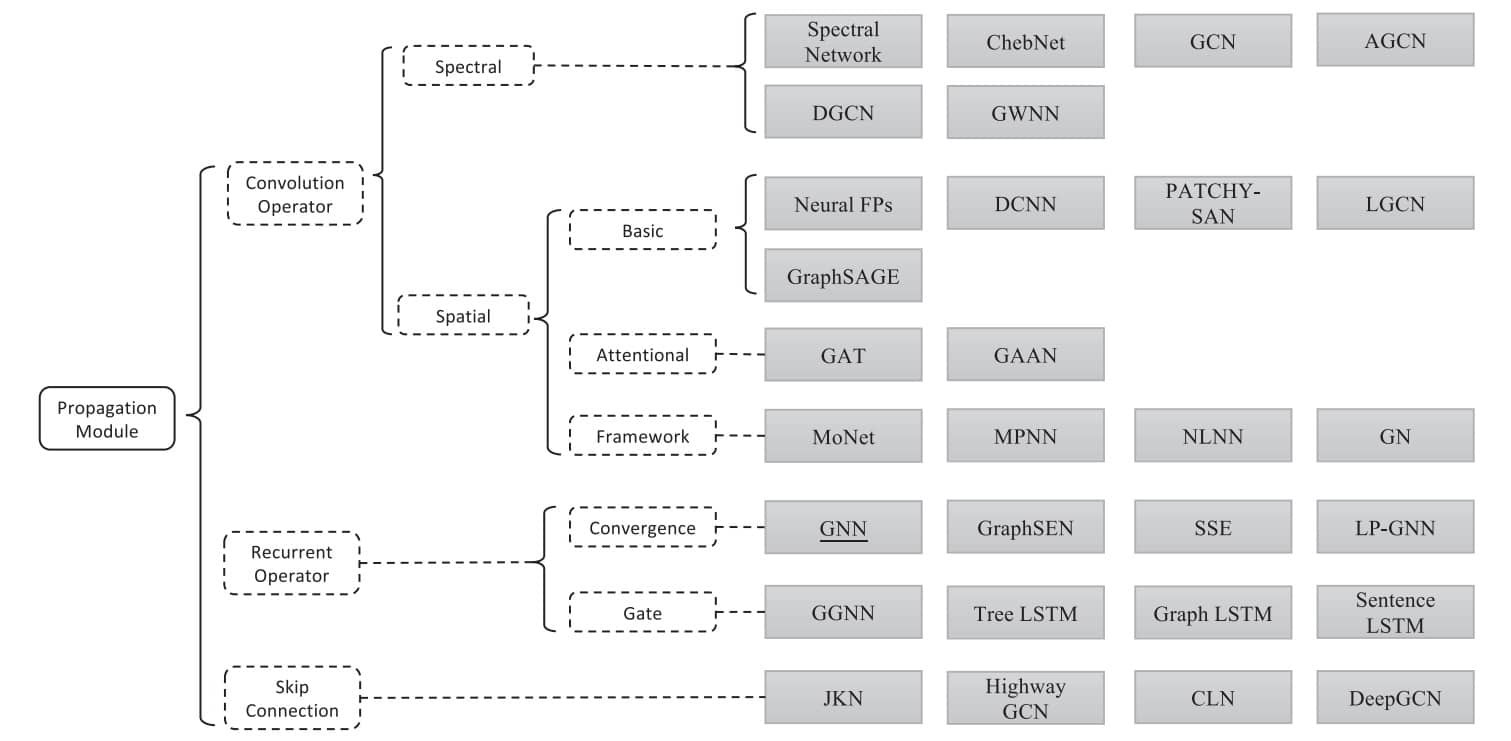 Propagation
Module
Convolution
Operator
Spectral
Spectral
Network
ChebNet
GCN
AGCN
DGCN
GWNN
Spatial
Basic
Neural FPs
DCNN
PATCHY-
SAN
LGCN
GraphSAGE
Attentional
GAT
GAAN
Framework
MoNet
MPNN
NLNN
GN
Recurrent
Operator
Convergence
GNN
GraphSEN
SSE
LP-GNN
Gate
GGNN
Tree LSTM
Graph LSTM
Sentence
LSTM
Skip
Connection
JKN
Highway
GCN
CLN
DeepGCN